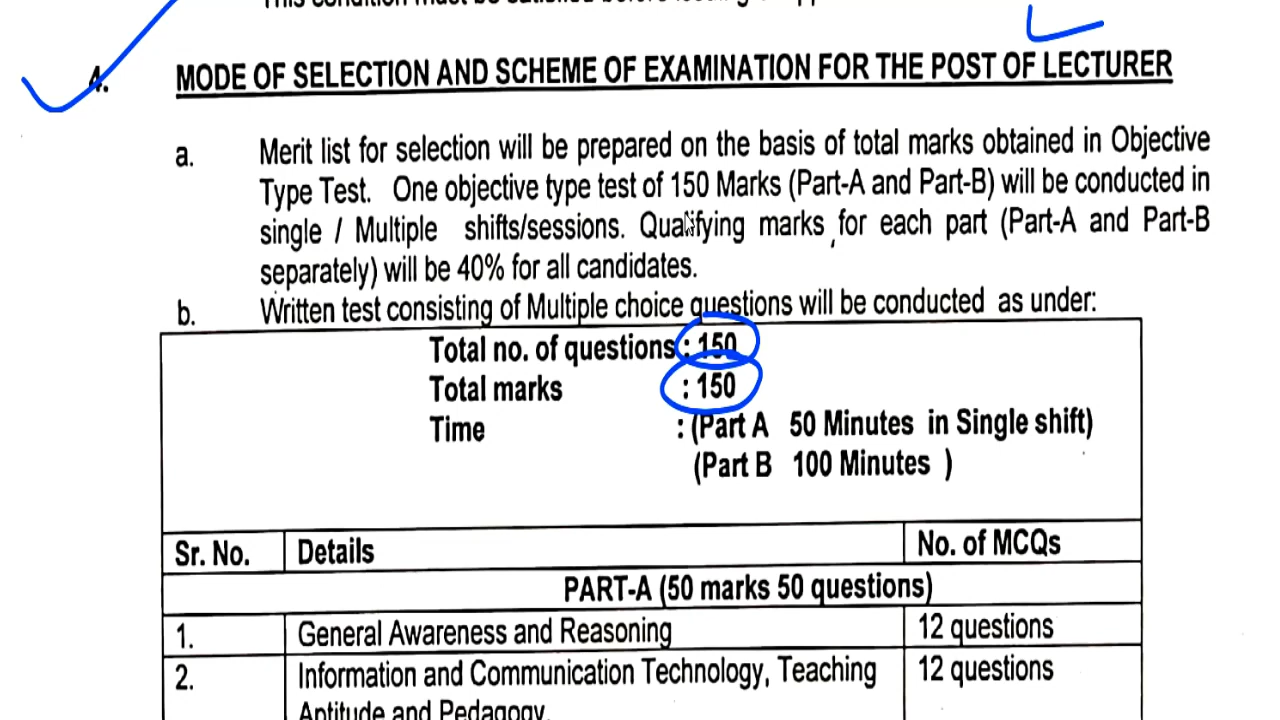 4. MODE OF SELECTION AND SCHEME OF EXAMINATION FOR THE POST OF LECTURER
a. Merit list for selection will be prepared on the basis of total marks obtained in Objective
Type Test. One objective type test of 150 Marks (Part-A and Part-B) will be conducted in
single / Multiple shifts/sessions. Qualifying marks for each part (Part-A and Part-B
separately) will be 40% for all candidates.
b. Written test consisting of Multiple choice questions will be conducted as under:
Total no. of questions : 150
Total marks : 150
Time : (Part A 50 Minutes in Single shift)
(Part B 100 Minutes )
Sr. No. Details No. of MCQs
PART-A (50 marks 50 questions)
1. General Awareness and Reasoning 12 questions
2. Information and Communication Technology, Teaching 12 questions
Aptitude and Pedagogy.